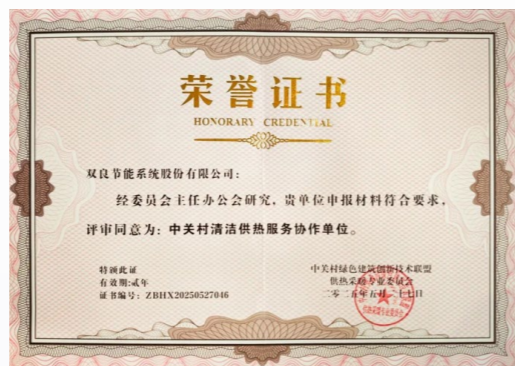 荣誉证书
HONORARY CREDENTIAL
双良节能系统股份有限公司：
经委员会主任办公会研究，贵单位申报材料符合要求，
评审同意为：中关村清洁供热服务协作单位。
特颁此证
有效期:贰年
证书编号：ZBHX20250527046
中关村绿色建筑创新技术联盟
供热采购专业委员会
二零二五年五月二十七日